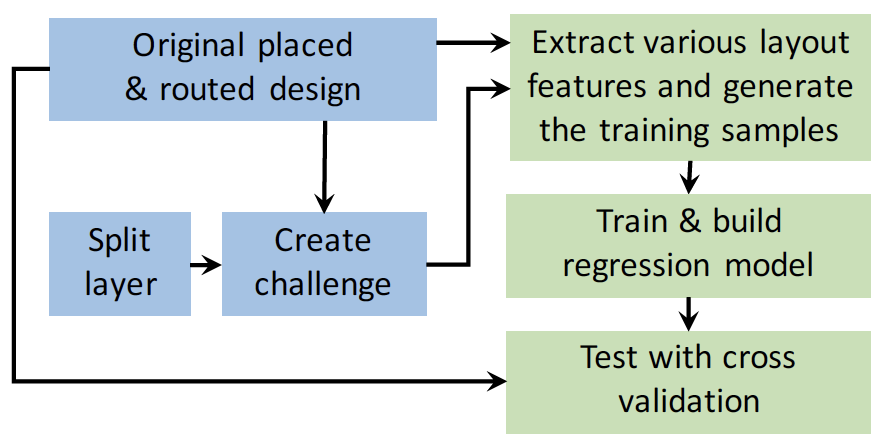 Original placed
& routed design
Extract various layout
features and generate
the training samples
Split
layer
Create
challenge
Train & build
regression model
Test with cross
validation